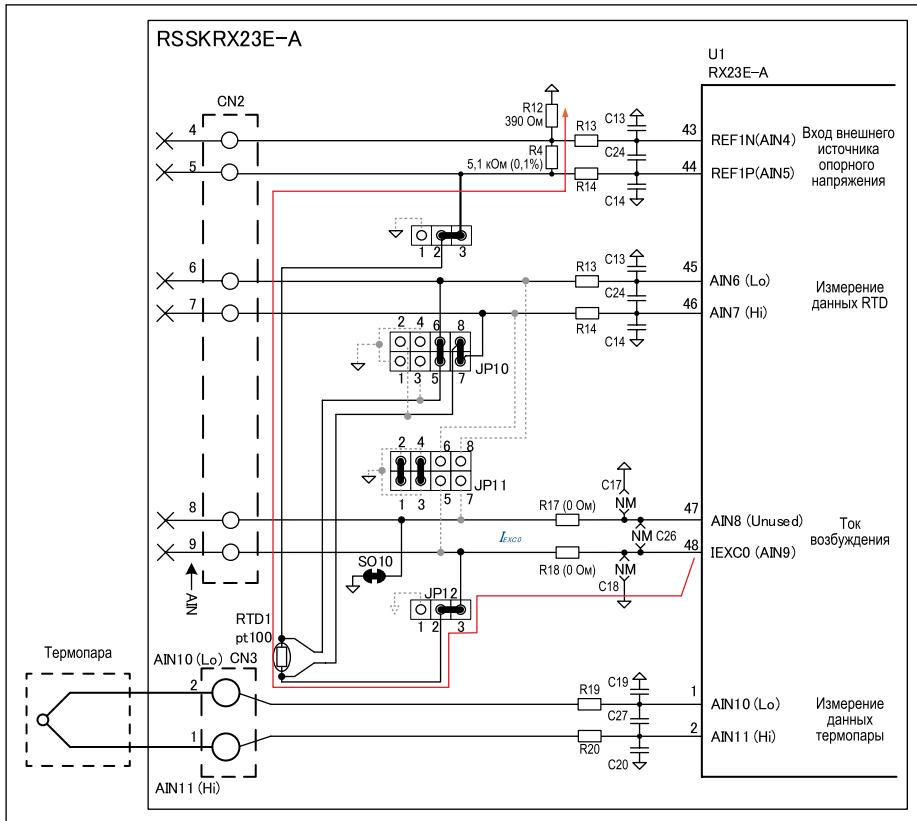 RSSKRX23E-A
U1
RX23E-A
CN2
4
5
R12
390 Ом
R4
5,1 кОм (0,1%)
R13
R14
C13
C24
C14
43
44
REF1N(AIN4)
REF1P(AIN5)
Вход внешнего
источника
опорного
напряжения
1 2 3
6
7
R13
R14
C13
C24
C14
45
46
AIN6 (Lo)
AIN7 (Hi)
Измерение
данных RTD
2 4 6 8
1 3 5 7
JP10
2 4 6 8
1 3 5 7
JP11
8
9
AIN
R17 (0 Ом)
R18 (0 Ом)
IEXC0
C17
NM
NM C26
NM
C18
47
48
AIN8 (Unused)
IEXC0 (AIN9)
Ток
возбуждения
SO10
JP12
1 2 3
RTD1
pt100
Термопара
AIN10 (Lo)
CN3
2
1
AIN11 (Hi)
R19
R20
C19
C27
C20
1
2
AIN10 (Lo)
AIN11 (Hi)
Измерение
данных
термопары